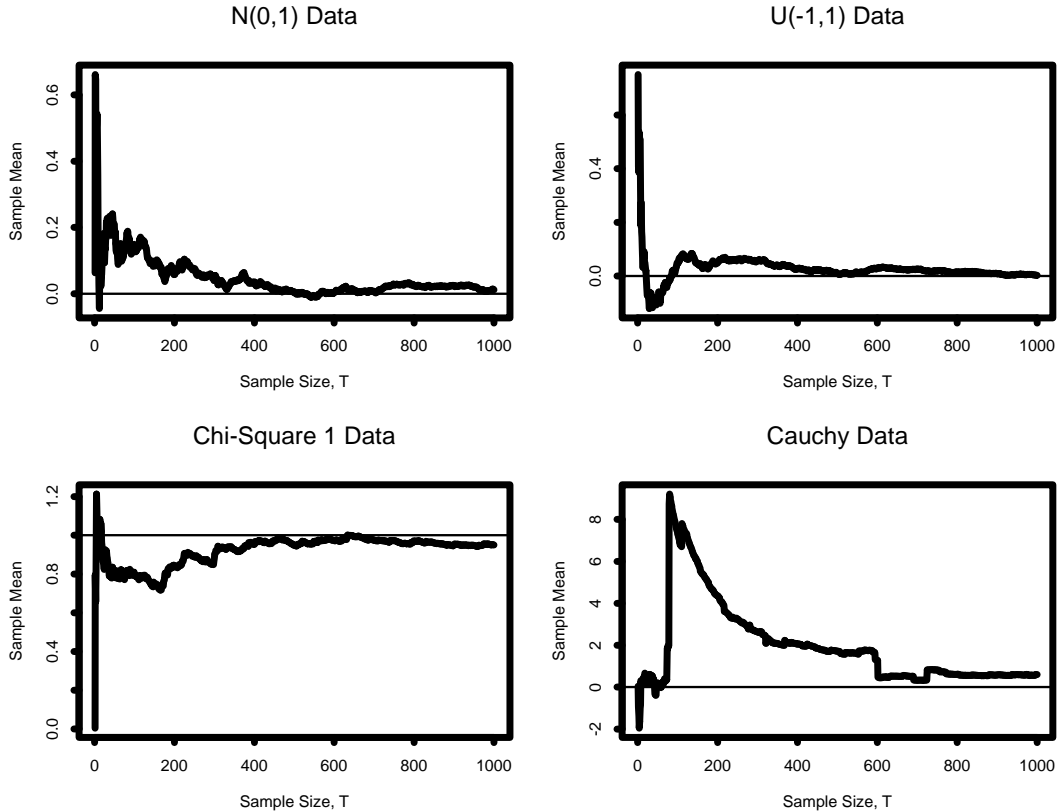 N(0,1) Data
Sample Mean
0.6
0.4
0.2
0.0
0 200 400 600 800 1000
Sample Size, T
U(-1,1) Data
Sample Mean
0.4
0.0
0 200 400 600 800 1000
Sample Size, T
Chi-Square 1 Data
Sample Mean
1.2
0.8
0.4
0.0
0 200 400 600 800 1000
Sample Size, T
Cauchy Data
Sample Mean
8
6
4
2
0
-2
0 200 400 600 800 1000
Sample Size, T